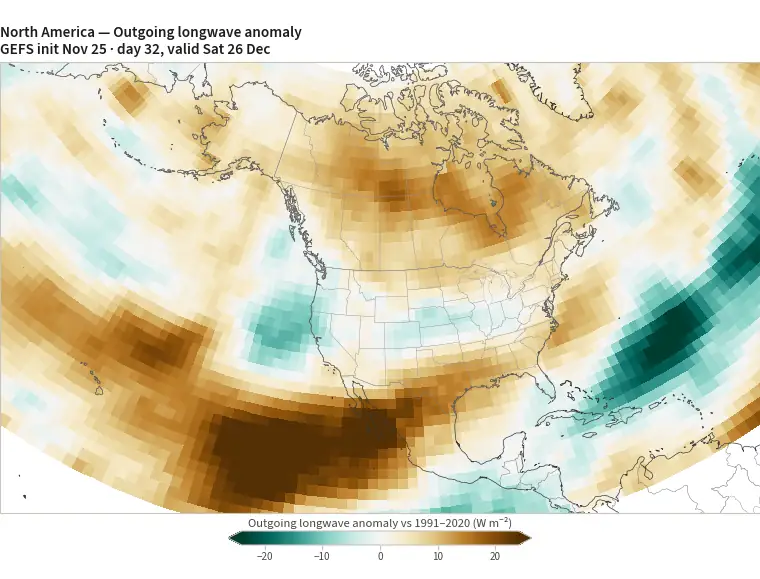 North America — Outgoing longwave anomaly
GEFS init Nov 25 · day 32, valid Sat 26 Dec
Outgoing longwave anomaly vs 1991–2020 (W m⁻²)
−20 −10 0 10 20